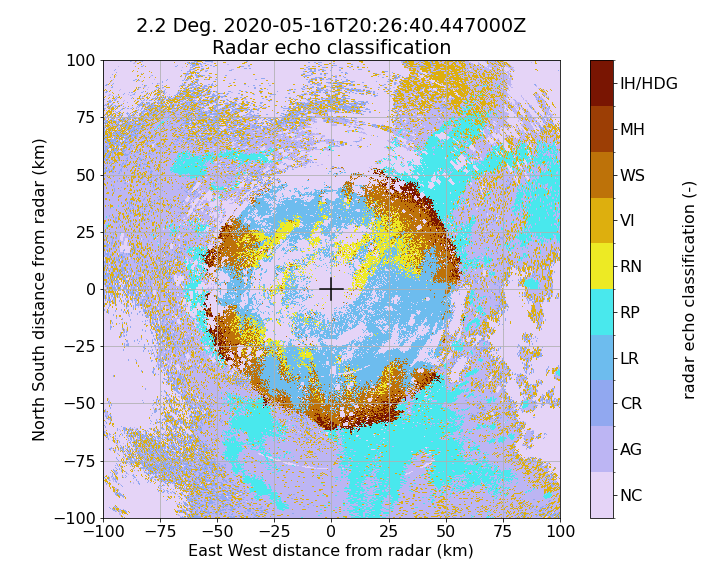 2.2 Deg. 2020-05-16T20:26:40.447000Z
Radar echo classification
100
75
50
25
0
−25
−50
−75
−100
North South distance from radar (km)
−100 −75 −50 −25 0 25 50 75 100
East West distance from radar (km)
IH/HDG
MH
WS
VI
RN
RP
LR
CR
AG
NC
radar echo classification (-)